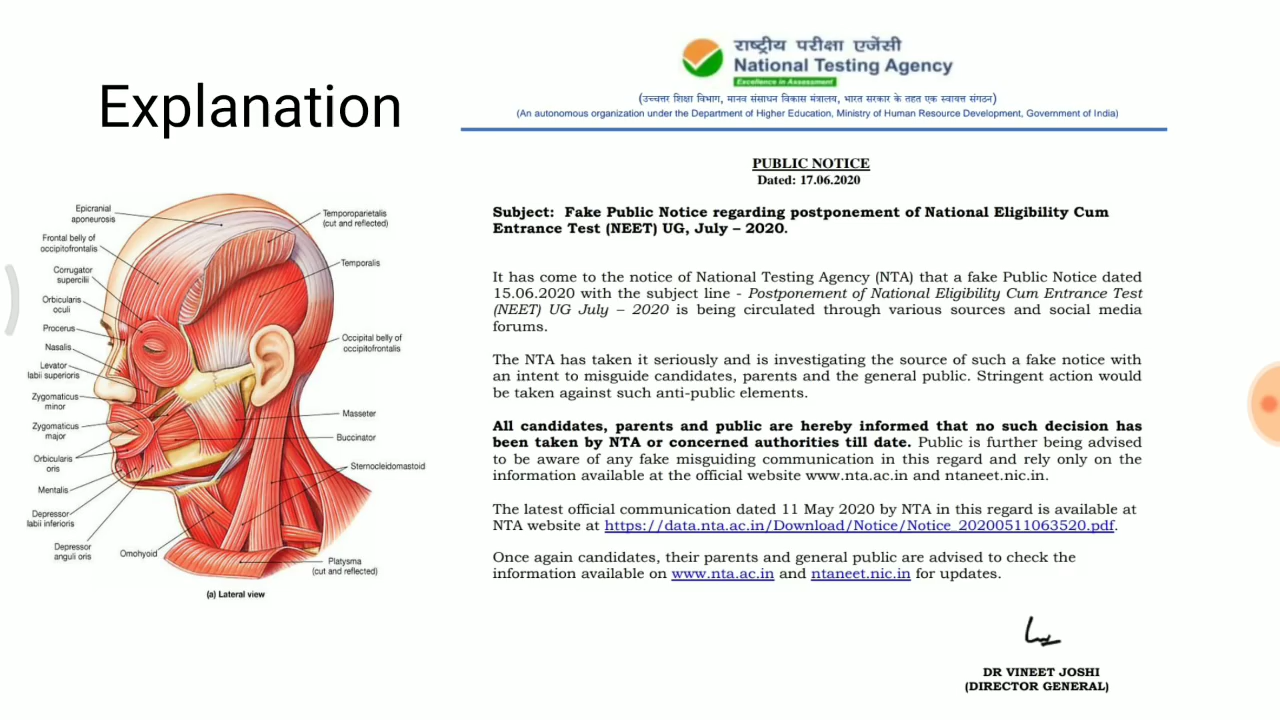 Explanation
Epicranial
aponeurosis
Frontal belly of
occipitofrontalis
Corrugator
supercilii
Orbicularis
oculi
Procerus
Nasalis
Levator
labii superioris
Zygomaticus
minor
Zygomaticus
major
Orbicularis
oris
Mentalis
Depressor
labii inferioris
Depressor
anguli oris
Omohyoid
Temporoparietalis
(cut and reflected)
Temporalis
Occipital belly of
occipitofrontalis
Masseter
Buccinator
Sternocleidomastoid
Platysma
(cut and reflected)
(a) Lateral view
राष्ट्रीय परीक्षा एजेंसी
National Testing Agency
Excellence in Assessment
(उच्चत्तर शिक्षा विभाग, मानव संसाधन विकास मंत्रालय, भारत सरकार के तहत एक स्वायत्त संगठन)
(An autonomous organization under the Department of Higher Education, Ministry of Human Resource Development, Government of India)
PUBLIC NOTICE
Dated: 17.06.2020
Subject: Fake Public Notice regarding postponement of National Eligibility Cum
Entrance Test (NEET) UG, July – 2020.
It has come to the notice of National Testing Agency (NTA) that a fake Public Notice dated
15.06.2020 with the subject line - Postponement of National Eligibility Cum Entrance Test
(NEET) UG July – 2020 is being circulated through various sources and social media
forums.
The NTA has taken it seriously and is investigating the source of such a fake notice with
an intent to misguide candidates, parents and the general public. Stringent action would
be taken against such anti-public elements.
All candidates, parents and public are hereby informed that no such decision has
been taken by NTA or concerned authorities till date. Public is further being advised
to be aware of any fake misguiding communication in this regard and rely only on the
information available at the official website www.nta.ac.in and ntaneet.nic.in.
The latest official communication dated 11 May 2020 by NTA in this regard is available at
NTA website at https://data.nta.ac.in/Download/Notice/Notice_20200511063520.pdf.
Once again candidates, their parents and general public are advised to check the
information available on www.nta.ac.in and ntaneet.nic.in for updates.
DR VINEET JOSHI
(DIRECTOR GENERAL)